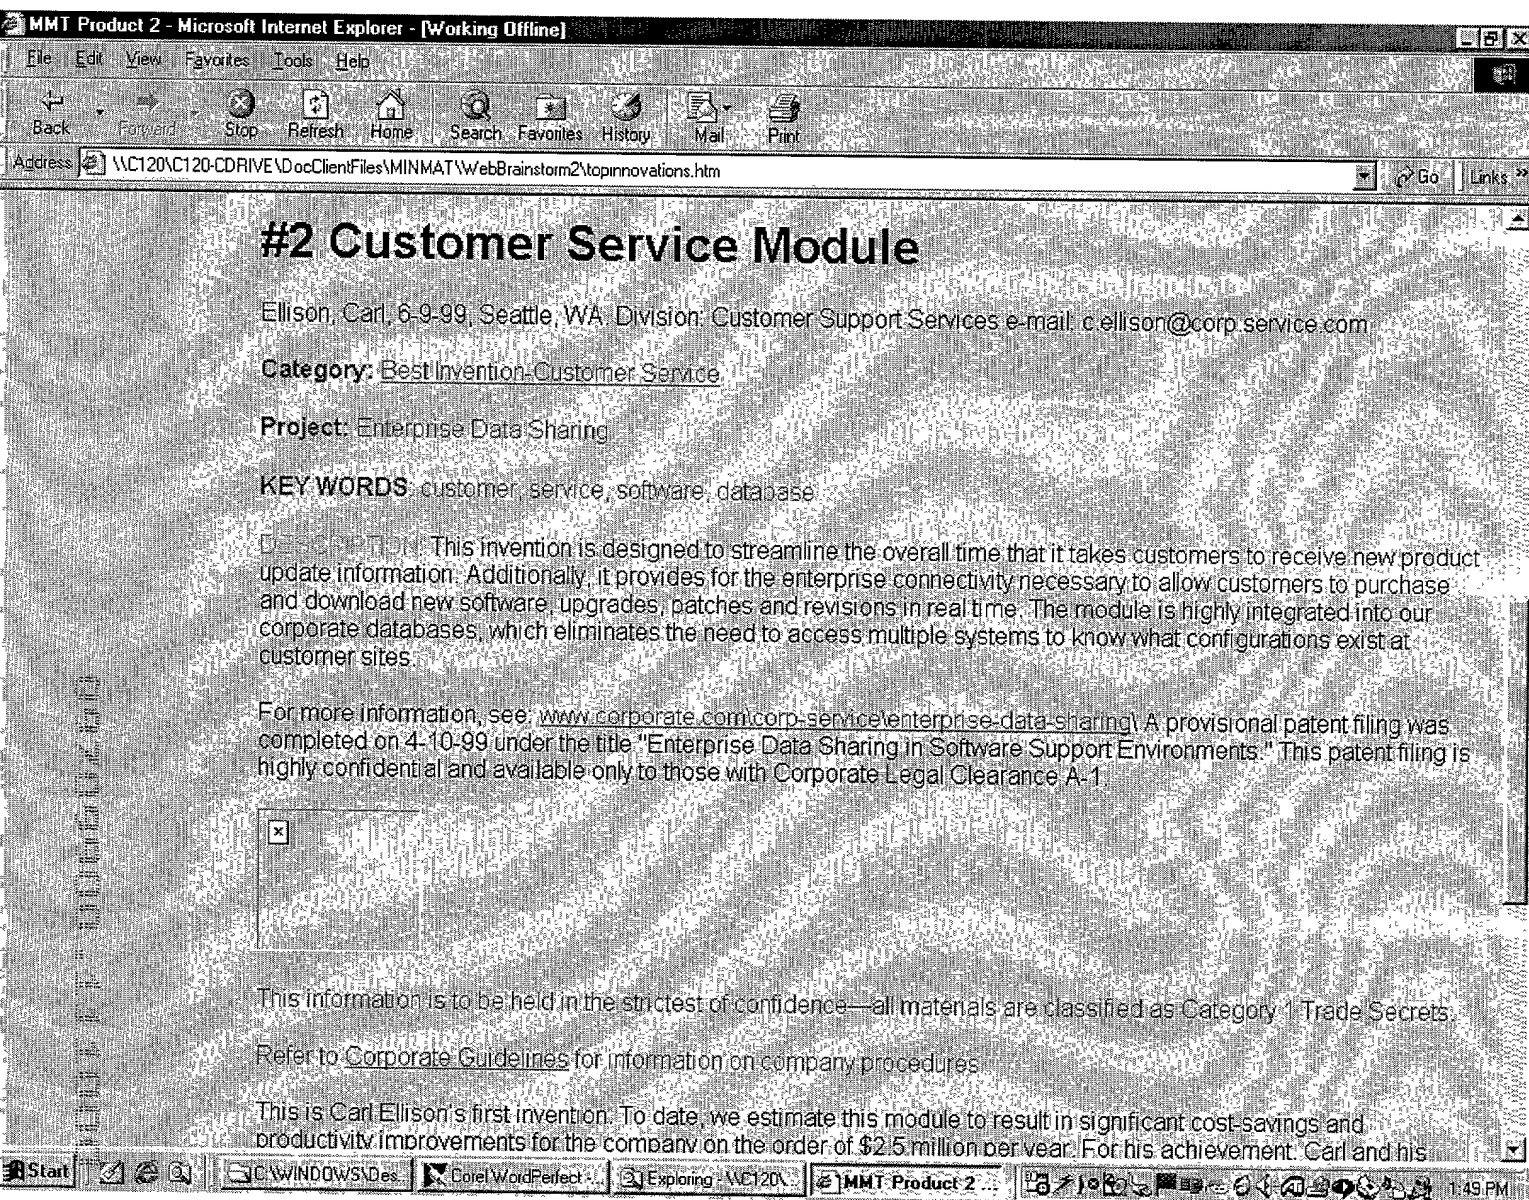 MMT Product 2 - Microsoft Internet Explorer - [Working Offline]
File Edit View Favorites Tools Help
Back Forward Stop Refresh Home Search Favorites History Mail Print
Address \\C120\C120-CDRIVE\DocClientFiles\MINMAT\WebBrainstorm2\topinnovations.htm Go Links »
#2 Customer Service Module
Ellison, Carl, 6-9-99, Seattle, WA. Division: Customer Support Services e-mail: c.ellison@corp.service.com
Category: Best Invention-Customer Service
Project: Enterprise Data Sharing
KEY WORDS: customer, service, software, database
DESCRIPTION: This invention is designed to streamline the overall time that it takes customers to receive new product
update information. Additionally, it provides for the enterprise connectivity necessary to allow customers to purchase
and download new software, upgrades, patches and revisions in real time. The module is highly integrated into our
corporate databases, which eliminates the need to access multiple systems to know what configurations exist at
customer sites.
For more information, see: www.corporate.com\corp-service\enterprise-data-sharing\ A provisional patent filing was
completed on 4-10-99 under the title "Enterprise Data Sharing in Software Support Environments." This patent filing is
highly confidential and available only to those with Corporate Legal Clearance A-1.
This information is to be held in the strictest of confidence—all materials are classified as Category 1 Trade Secrets.
Refer to Corporate Guidelines for information on company procedures
This is Carl Ellison's first invention. To date, we estimate this module to result in significant cost-savings and
productivity improvements for the company on the order of $2.5 million per year. For his achievement, Carl and his
Start C:\WINDOWS\Des... Corel WordPerfect -... Exploring - \\C120\... MMT Product 2 ... 1:49 PM